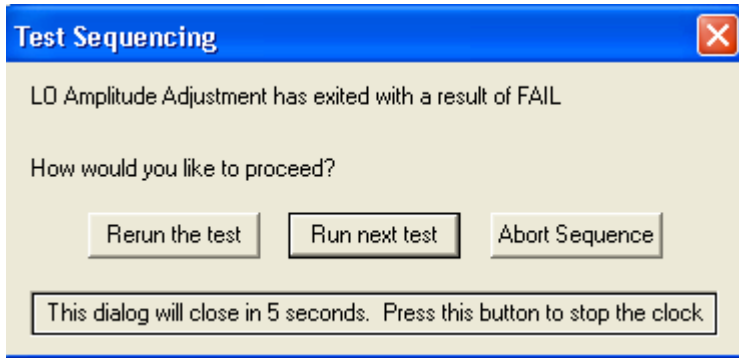 Test Sequencing
LO Amplitude Adjustment has exited with a result of FAIL
How would you like to proceed?
Rerun the test Run next test Abort Sequence
This dialog will close in 5 seconds.  Press this button to stop the clock